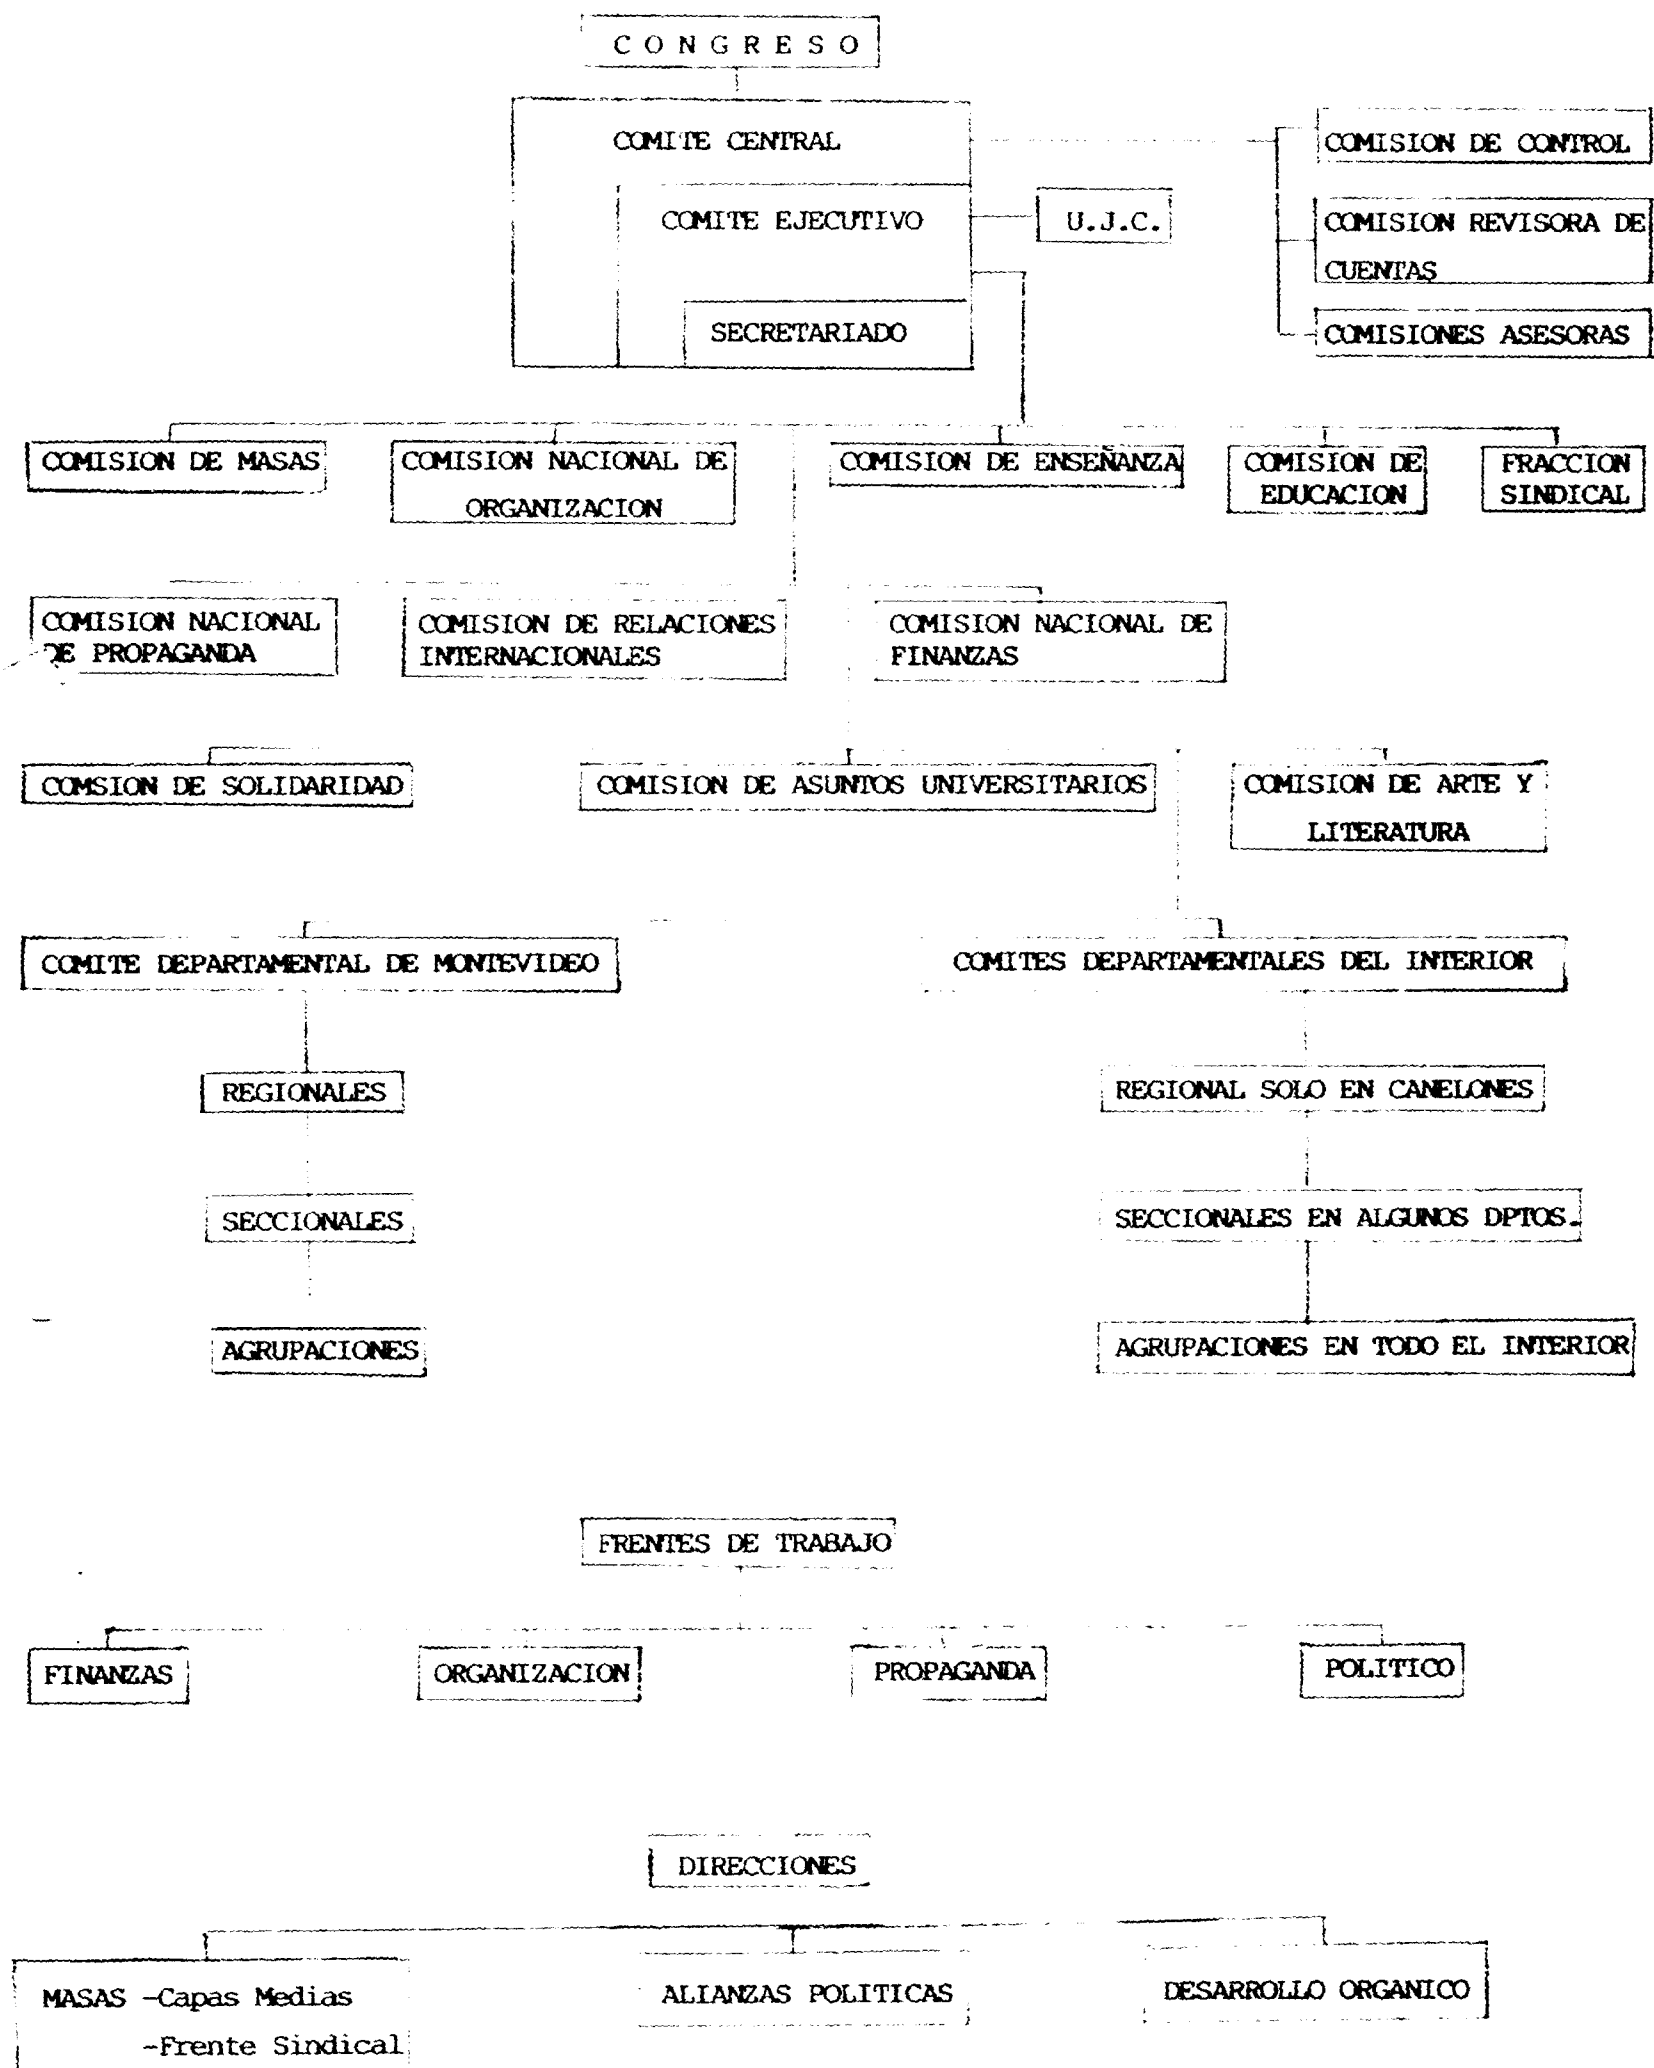 CONGRESO
COMITE CENTRAL
COMISION DE CONTROL
COMITE EJECUTIVO
U.J.C.
COMISION REVISORA DE
CUENTAS
SECRETARIADO
COMISIONES ASESORAS
COMISION DE MASAS
COMISION NACIONAL DE
ORGANIZACION
COMISION DE ENSEÑANZA
COMISION DE
EDUCACION
FRACCION
SINDICAL
COMISION NACIONAL
DE PROPAGANDA
COMISION DE RELACIONES
INTERNACIONALES
COMISION NACIONAL DE
FINANZAS
COMSION DE SOLIDARIDAD
COMISION DE ASUNTOS UNIVERSITARIOS
COMISION DE ARTE Y
LITERATURA
COMITE DEPARTAMENTAL DE MONTEVIDEO
COMITES DEPARTAMENTALES DEL INTERIOR
REGIONALES
REGIONAL SOLO EN CANELONES
SECCIONALES
SECCIONALES EN ALGUNOS DPTOS.
AGRUPACIONES
AGRUPACIONES EN TODO EL INTERIOR
FRENTES DE TRABAJO
FINANZAS
ORGANIZACION
PROPAGANDA
POLITICO
DIRECCIONES
MASAS -Capas Medias
-Frente Sindical
ALIANZAS POLITICAS
DESARROLLO ORGANICO